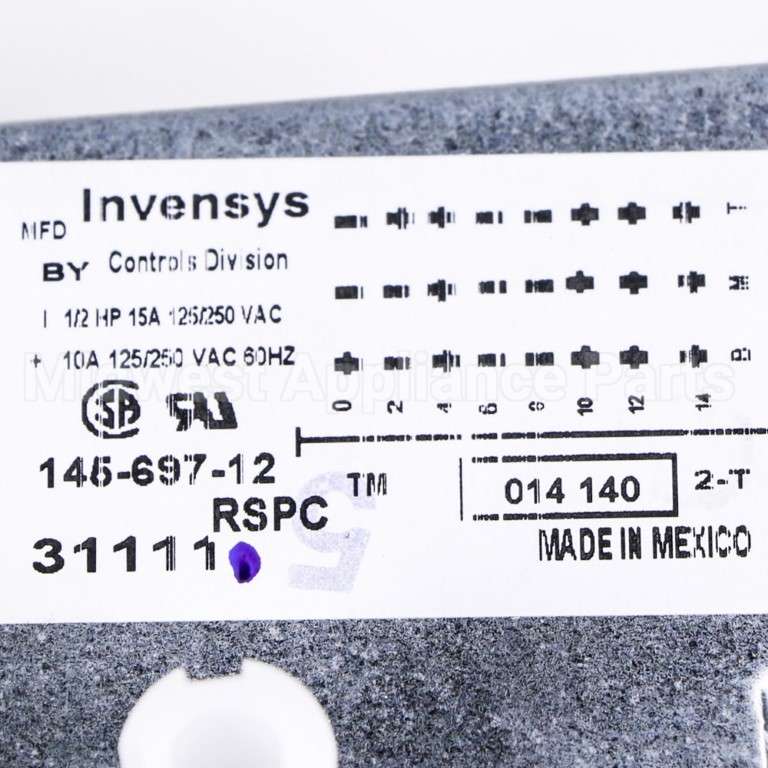 Invensys
MFD
BY Controls Division
1/2 HP 15A 125/250 VAC
+ 10A 125/250 VAC 60HZ
Midwest Appliance Parts
0 2 4 6 8 10 12 14
T
M
B
145-697-12
TM
014 140
2-T
RSPC
31111
5
MADE IN MEXICO